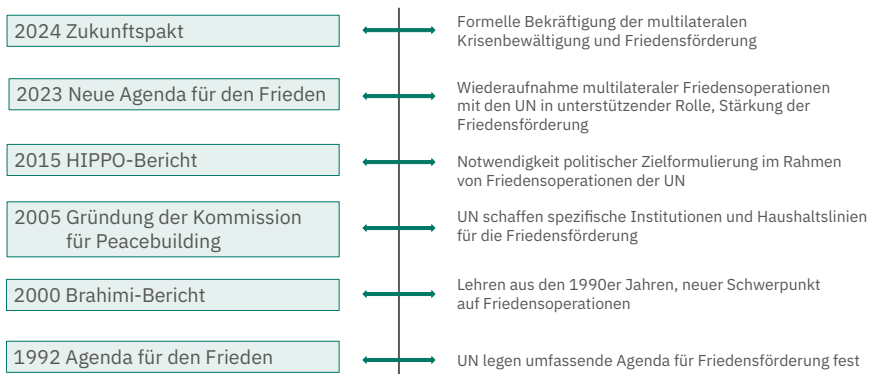 2024 Zukunftspakt
Formelle Bekräftigung der multilateralen
Krisenbewältigung und Friedensförderung
2023 Neue Agenda für den Frieden
Wiederaufnahme multilateraler Friedensoperationen
mit den UN in unterstützender Rolle, Stärkung der
Friedensförderung
2015 HIPPO-Bericht
Notwendigkeit politischer Zielformulierung im Rahmen
von Friedensoperationen der UN
2005 Gründung der Kommission
für Peacebuilding
UN schaffen spezifische Institutionen und Haushaltslinien
für die Friedensförderung
2000 Brahimi-Bericht
Lehren aus den 1990er Jahren, neuer Schwerpunkt
auf Friedensoperationen
1992 Agenda für den Frieden
UN legen umfassende Agenda für Friedensförderung fest